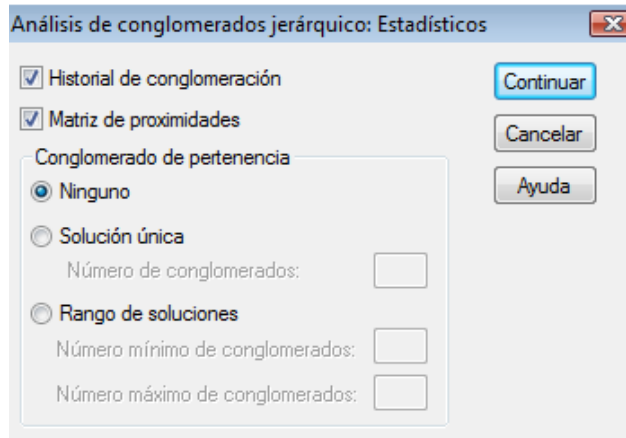 Análisis de conglomerados jerárquico: Estadísticos
Historial de conglomeración
Continuar
Matriz de proximidades
Cancelar
Conglomerado de pertenencia
Ninguno
Ayuda
Solución única
Número de conglomerados:
Rango de soluciones
Número mínimo de conglomerados:
Número máximo de conglomerados: